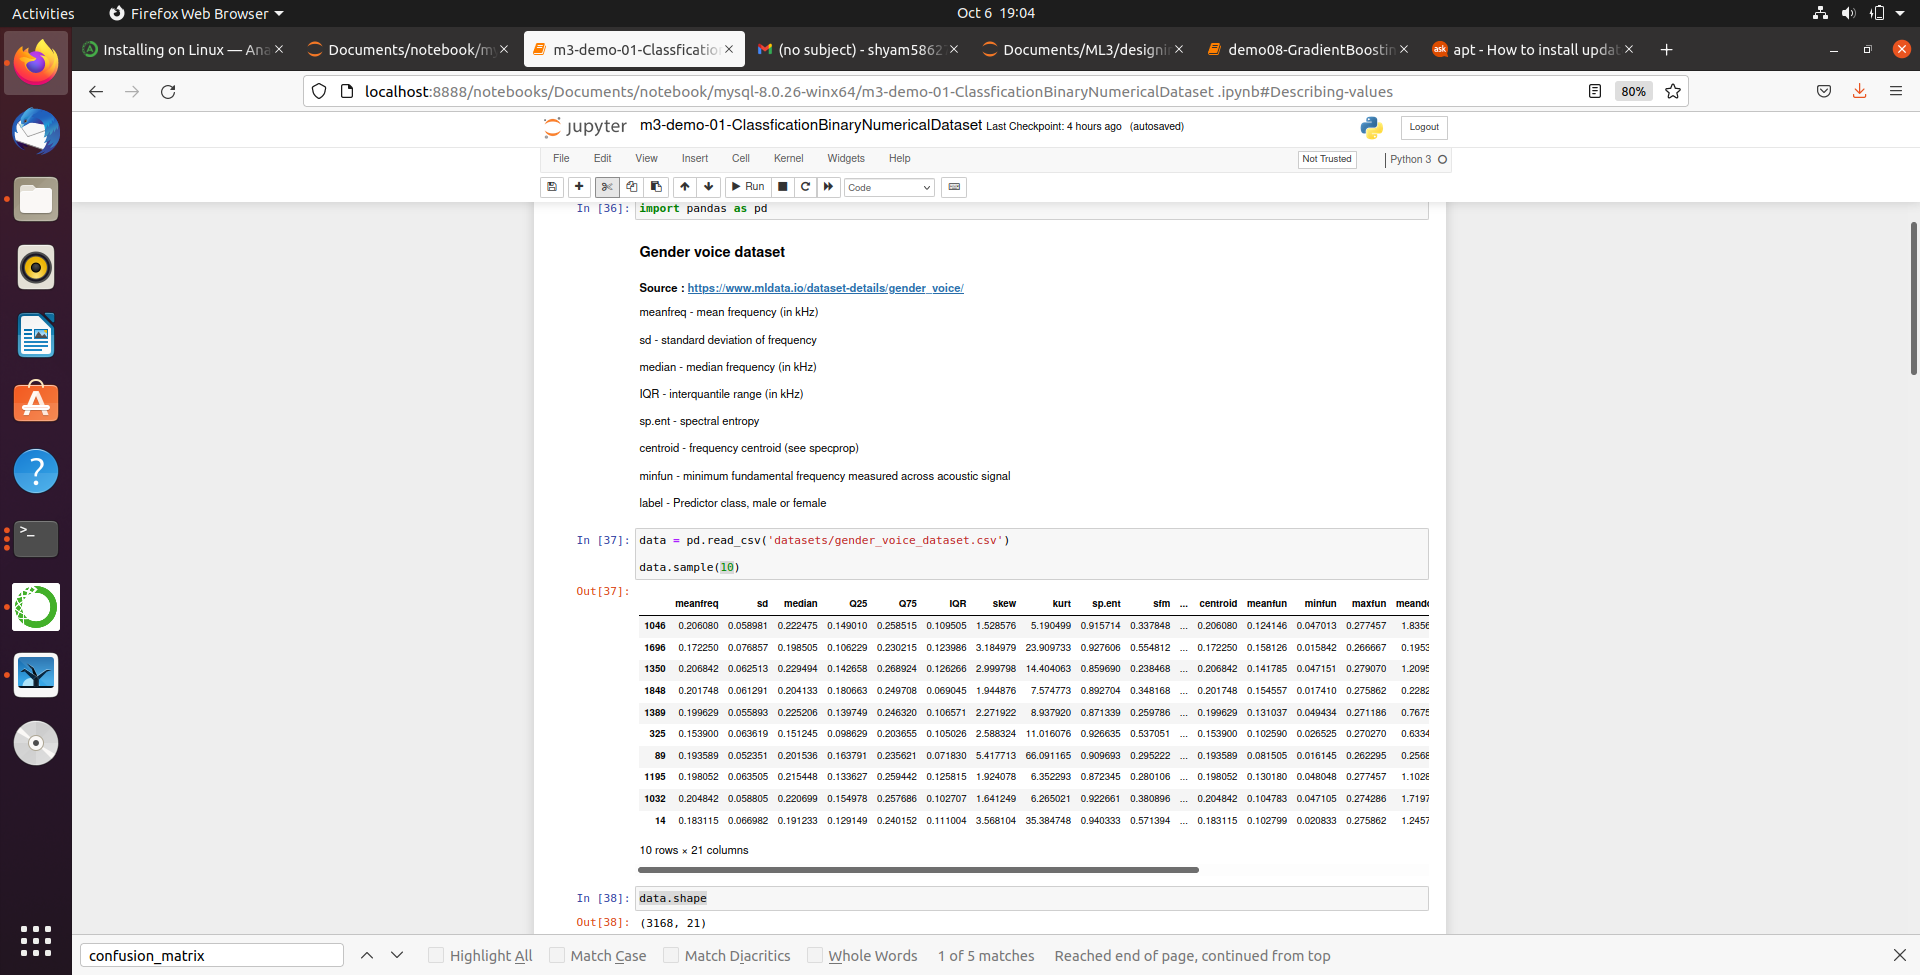 Activities
Firefox Web Browser
Oct 6 19:04
Installing on Linux — Ana
Documents/notebook/my
m3-demo-01-Classfication
(no subject) - shyam5862
Documents/ML3/designin
demo08-GradientBoostin
ask
apt - How to install updat
localhost:8888/notebooks/Documents/notebook/mysql-8.0.26-winx64/m3-demo-01-ClassficationBinaryNumericalDataset .ipynb#Describing-values
80%
jupyter m3-demo-01-ClassficationBinaryNumericalDataset Last Checkpoint: 4 hours ago (autosaved)
Logout
File Edit View Insert Cell Kernel Widgets Help
Not Trusted
Python 3
Run
Code
In [36]: import pandas as pd
Gender voice dataset
Source : https://www.mldata.io/dataset-details/gender_voice/
meanfreq - mean frequency (in kHz)
sd - standard deviation of frequency
median - median frequency (in kHz)
IQR - interquantile range (in kHz)
sp.ent - spectral entropy
centroid - frequency centroid (see specprop)
minfun - minimum fundamental frequency measured across acoustic signal
label - Predictor class, male or female
In [37]: data = pd.read_csv('datasets/gender_voice_dataset.csv')
data.sample(10)
Out[37]:
meanfreq sd median Q25 Q75 IQR skew kurt sp.ent sfm ... centroid meanfun minfun maxfun meando
1046 0.206080 0.058981 0.222475 0.149010 0.258515 0.109505 1.528576 5.190499 0.915714 0.337848 ... 0.206080 0.124146 0.047013 0.277457 1.8356
1696 0.172250 0.076857 0.198505 0.106229 0.230215 0.123986 3.184979 23.909733 0.927606 0.554812 ... 0.172250 0.158126 0.015842 0.266667 0.1953
1350 0.206842 0.062513 0.229494 0.142658 0.268924 0.126266 2.999798 14.404063 0.859690 0.238468 ... 0.206842 0.141785 0.047151 0.279070 1.2095
1848 0.201748 0.061291 0.204133 0.180663 0.249708 0.069045 1.944876 7.574773 0.892704 0.348168 ... 0.201748 0.154557 0.017410 0.275862 0.2282
1389 0.199629 0.055893 0.225206 0.139749 0.246320 0.106571 2.271922 8.937920 0.871339 0.259786 ... 0.199629 0.131037 0.049434 0.271186 0.7675
325 0.153900 0.063619 0.151245 0.098629 0.203655 0.105026 2.588324 11.016076 0.926635 0.537051 ... 0.153900 0.102590 0.026525 0.270270 0.6334
89 0.193589 0.052351 0.201536 0.163791 0.235621 0.071830 5.417713 66.091165 0.909693 0.295222 ... 0.193589 0.081505 0.016145 0.262295 0.2568
1195 0.198052 0.063505 0.215448 0.133627 0.259442 0.125815 1.924078 6.352293 0.872345 0.280106 ... 0.198052 0.130180 0.048048 0.277457 1.1028
1032 0.204842 0.058805 0.220699 0.154978 0.257686 0.102707 1.641249 6.265021 0.922661 0.380896 ... 0.204842 0.104783 0.047105 0.274286 1.7197
14 0.183115 0.066982 0.191233 0.129149 0.240152 0.111004 3.568104 35.384748 0.940333 0.571394 ... 0.183115 0.102799 0.020833 0.275862 1.2457
10 rows × 21 columns
In [38]: data.shape
Out[38]: (3168, 21)
confusion_matrix
Highlight All
Match Case
Match Diacritics
Whole Words
1 of 5 matches
Reached end of page, continued from top